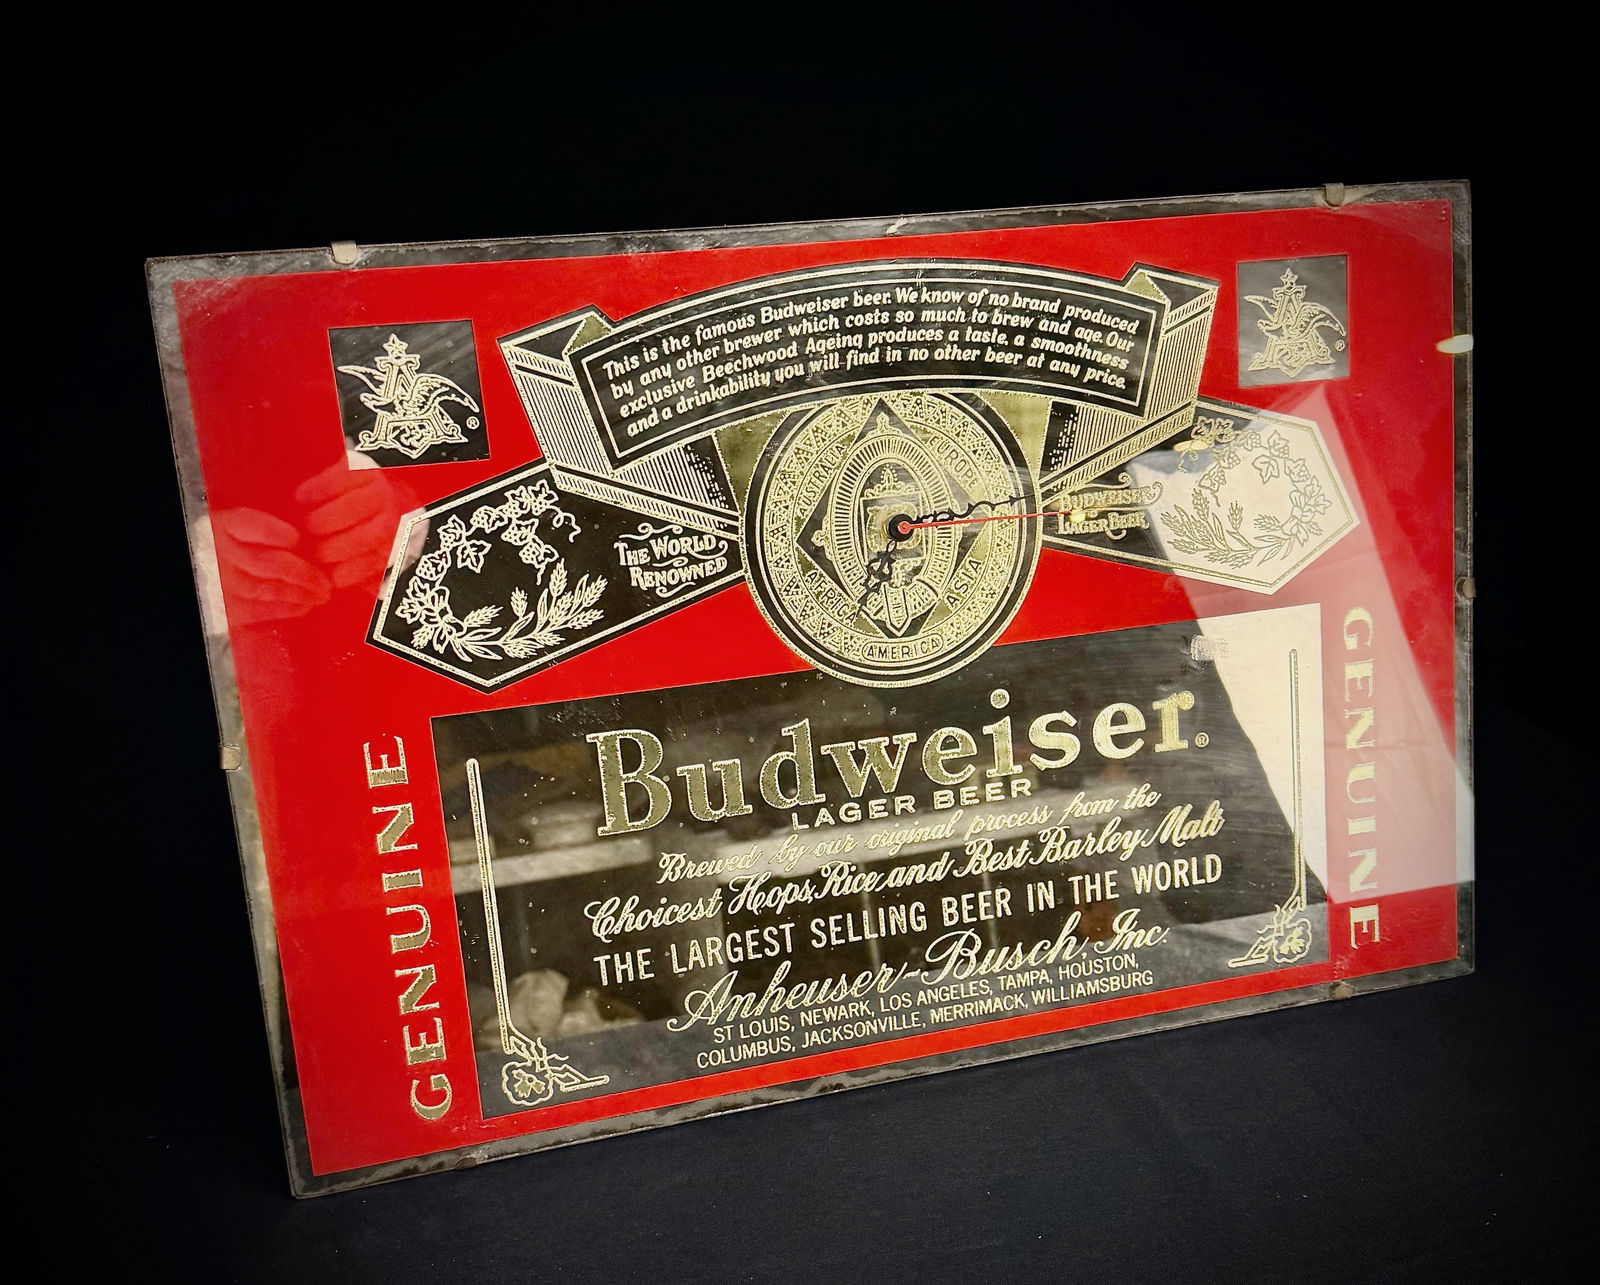 This is the famous Budweiser beer. We know of no brand produced
by any other brewer which costs so much to brew and age. Our
exclusive Beechwood Ageing produces a taste, a smoothness
and a drinkability you will find in no other beer at any price.
®
®
AUSTRALIA
EUROPE
AFRICA
ASIA
AMERICA
THE WORLD
RENOWNED
BUDWEISER
LAGER BEER
GENUINE
GENUINE
Budweiser®
LAGER BEER
Brewed by our original process from the
Choicest Hops, Rice and Best Barley Malt
THE LARGEST SELLING BEER IN THE WORLD
Anheuser-Busch, Inc.
ST LOUIS, NEWARK, LOS ANGELES, TAMPA, HOUSTON,
COLUMBUS, JACKSONVILLE, MERRIMACK, WILLIAMSBURG